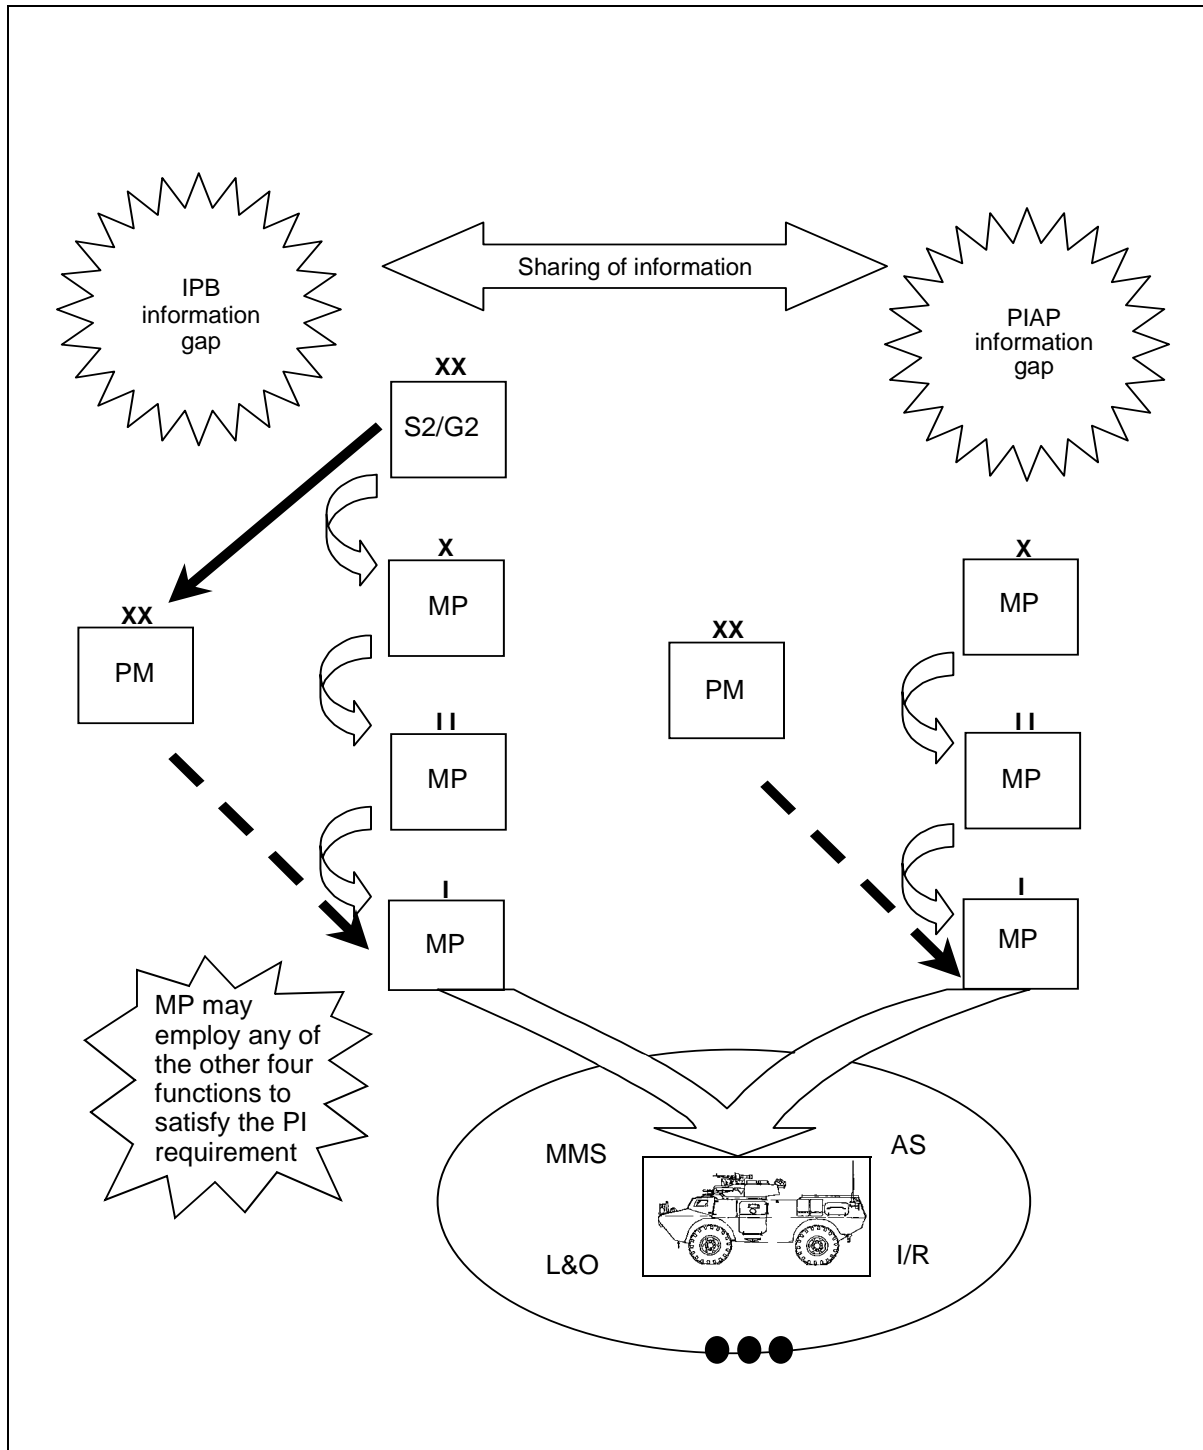 IPB
information
gap
Sharing of information
PIAP
information
gap
XX
S2/G2
X
MP
XX
PM
I I
MP
I
MP
X
MP
XX
PM
I I
MP
I
MP
MP may
employ any of
the other four
functions to
satisfy the PI
requirement
MMS
AS
L&O
I/R